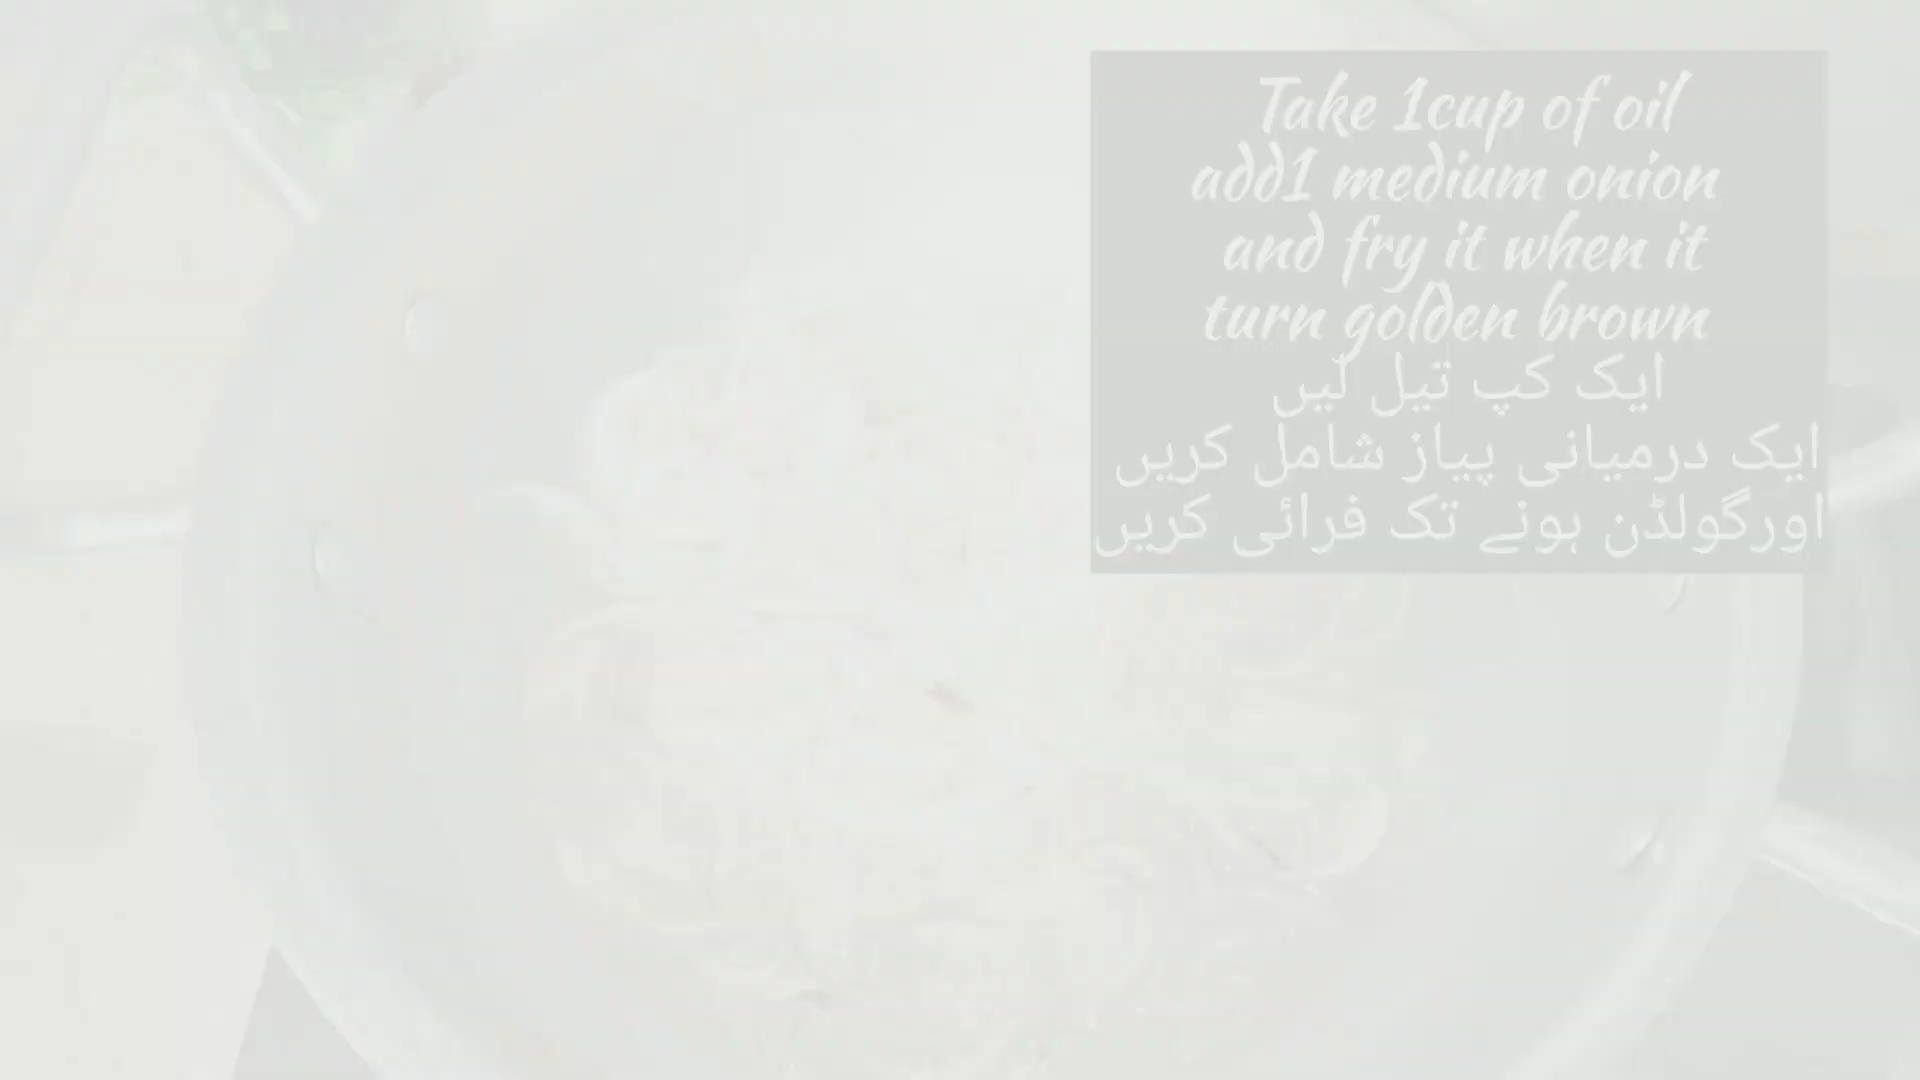 Take 1cup of oil
add1 medium onion
and fry it when it
turn golden brown
ایک کپ تیل لیں
ایک درمیانی پیاز شامل کریں
اورگولڈن ہونے تک فرائی کریں